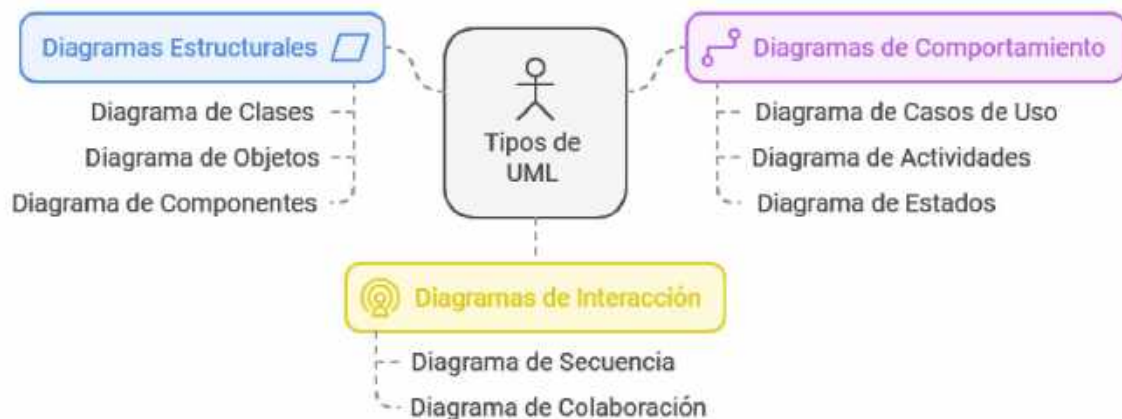 Diagramas Estructurales
Diagrama de Clases
Diagrama de Objetos
Diagrama de Componentes
Tipos de
UML
Diagramas de Comportamiento
Diagrama de Casos de Uso
Diagrama de Actividades
Diagrama de Estados
Diagramas de Interacción
Diagrama de Secuencia
Diagrama de Colaboración